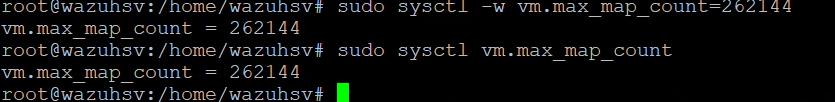 root@wazuhsv:/home/wazuhsv# sudo sysctl -w vm.max_map_count=262144
vm.max_map_count = 262144
root@wazuhsv:/home/wazuhsv# sudo sysctl vm.max_map_count
vm.max_map_count = 262144
root@wazuhsv:/home/wazuhsv#